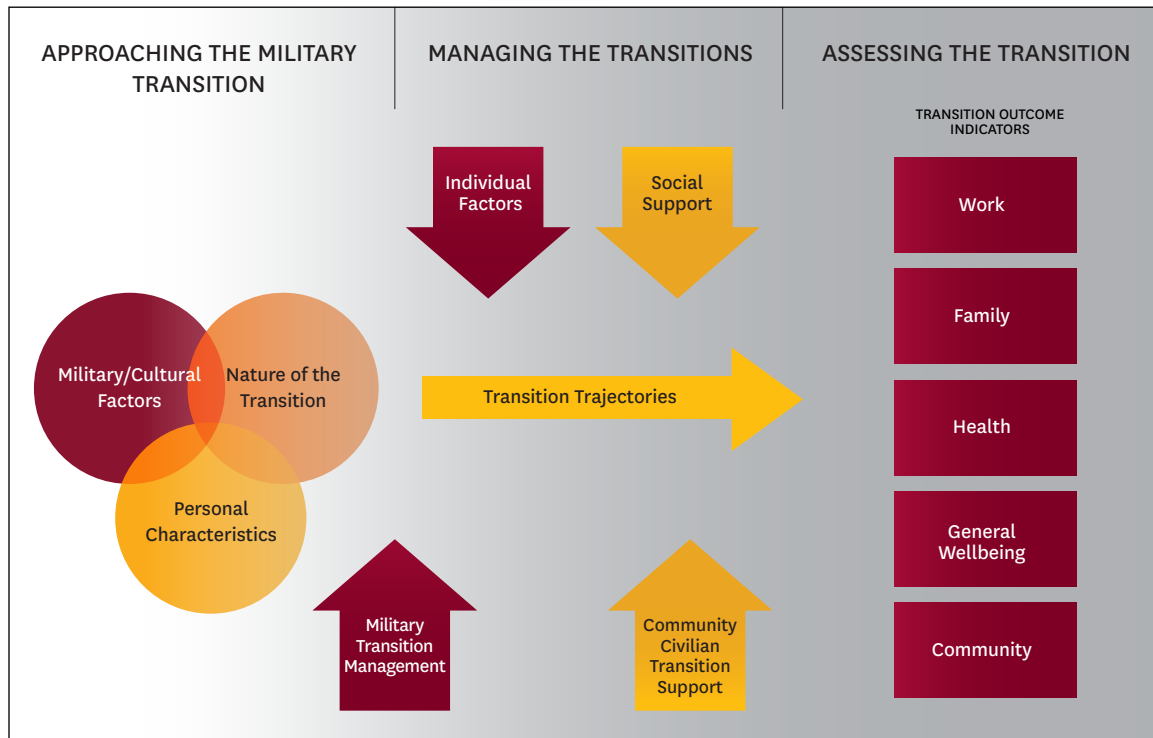 APPROACHING THE MILITARY
TRANSITION
MANAGING THE TRANSITIONS
ASSESSING THE TRANSITION
TRANSITION OUTCOME
INDICATORS
Individual
Factors
Social
Support
Work
Family
Military/Cultural
Factors
Nature of the
Transition
Personal
Characteristics
Transition Trajectories
Health
General
Wellbeing
Military
Transition
Management
Community
Civilian
Transition
Support
Community